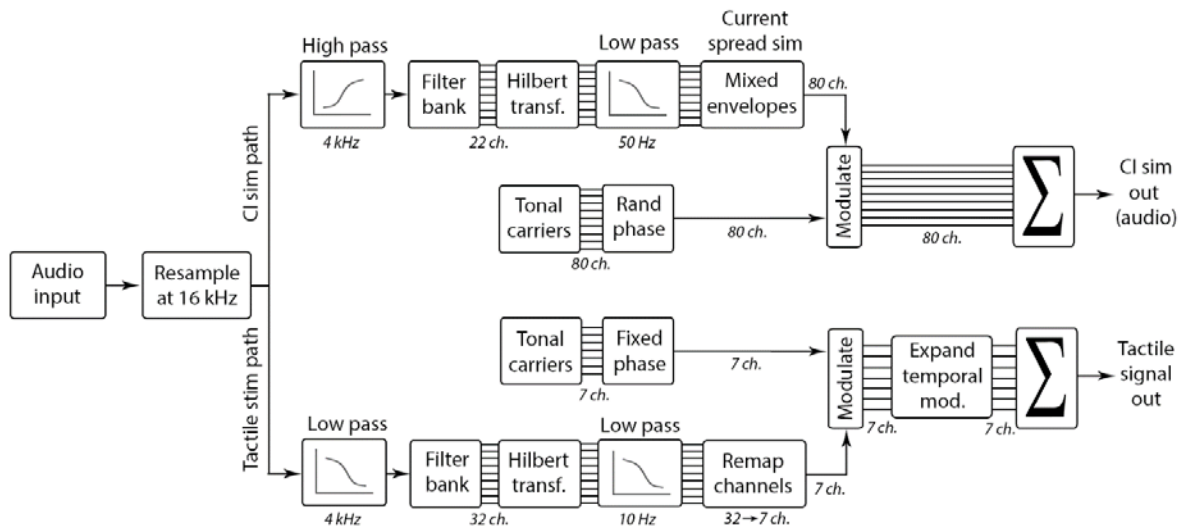 Audio
input
Resample
at 16 kHz
CI sim path
Tactile stim path
High pass
4 kHz
Filter
bank
22 ch.
Hilbert
transf.
Low pass
50 Hz
Current
spread sim
Mixed
envelopes
80 ch.
Tonal
carriers
80 ch.
Rand
phase
80 ch.
Modulate
80 ch.
Σ
CI sim
out
(audio)
Tonal
carriers
7 ch.
Fixed
phase
7 ch.
Low pass
4 kHz
Filter
bank
32 ch.
Hilbert
transf.
Low pass
10 Hz
Remap
channels
32→7 ch.
7 ch.
Modulate
7 ch.
Expand
temporal
mod.
7 ch.
Σ
Tactile
signal
out